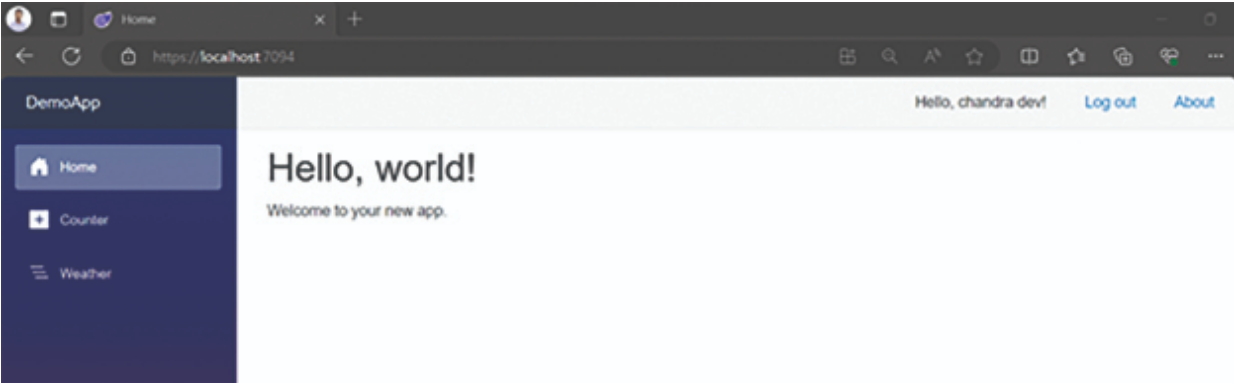 Home
https://localhost:7094
DemoApp
Hello, chandra dev! Log out About
Home
Counter
Weather
Hello, world!
Welcome to your new app.